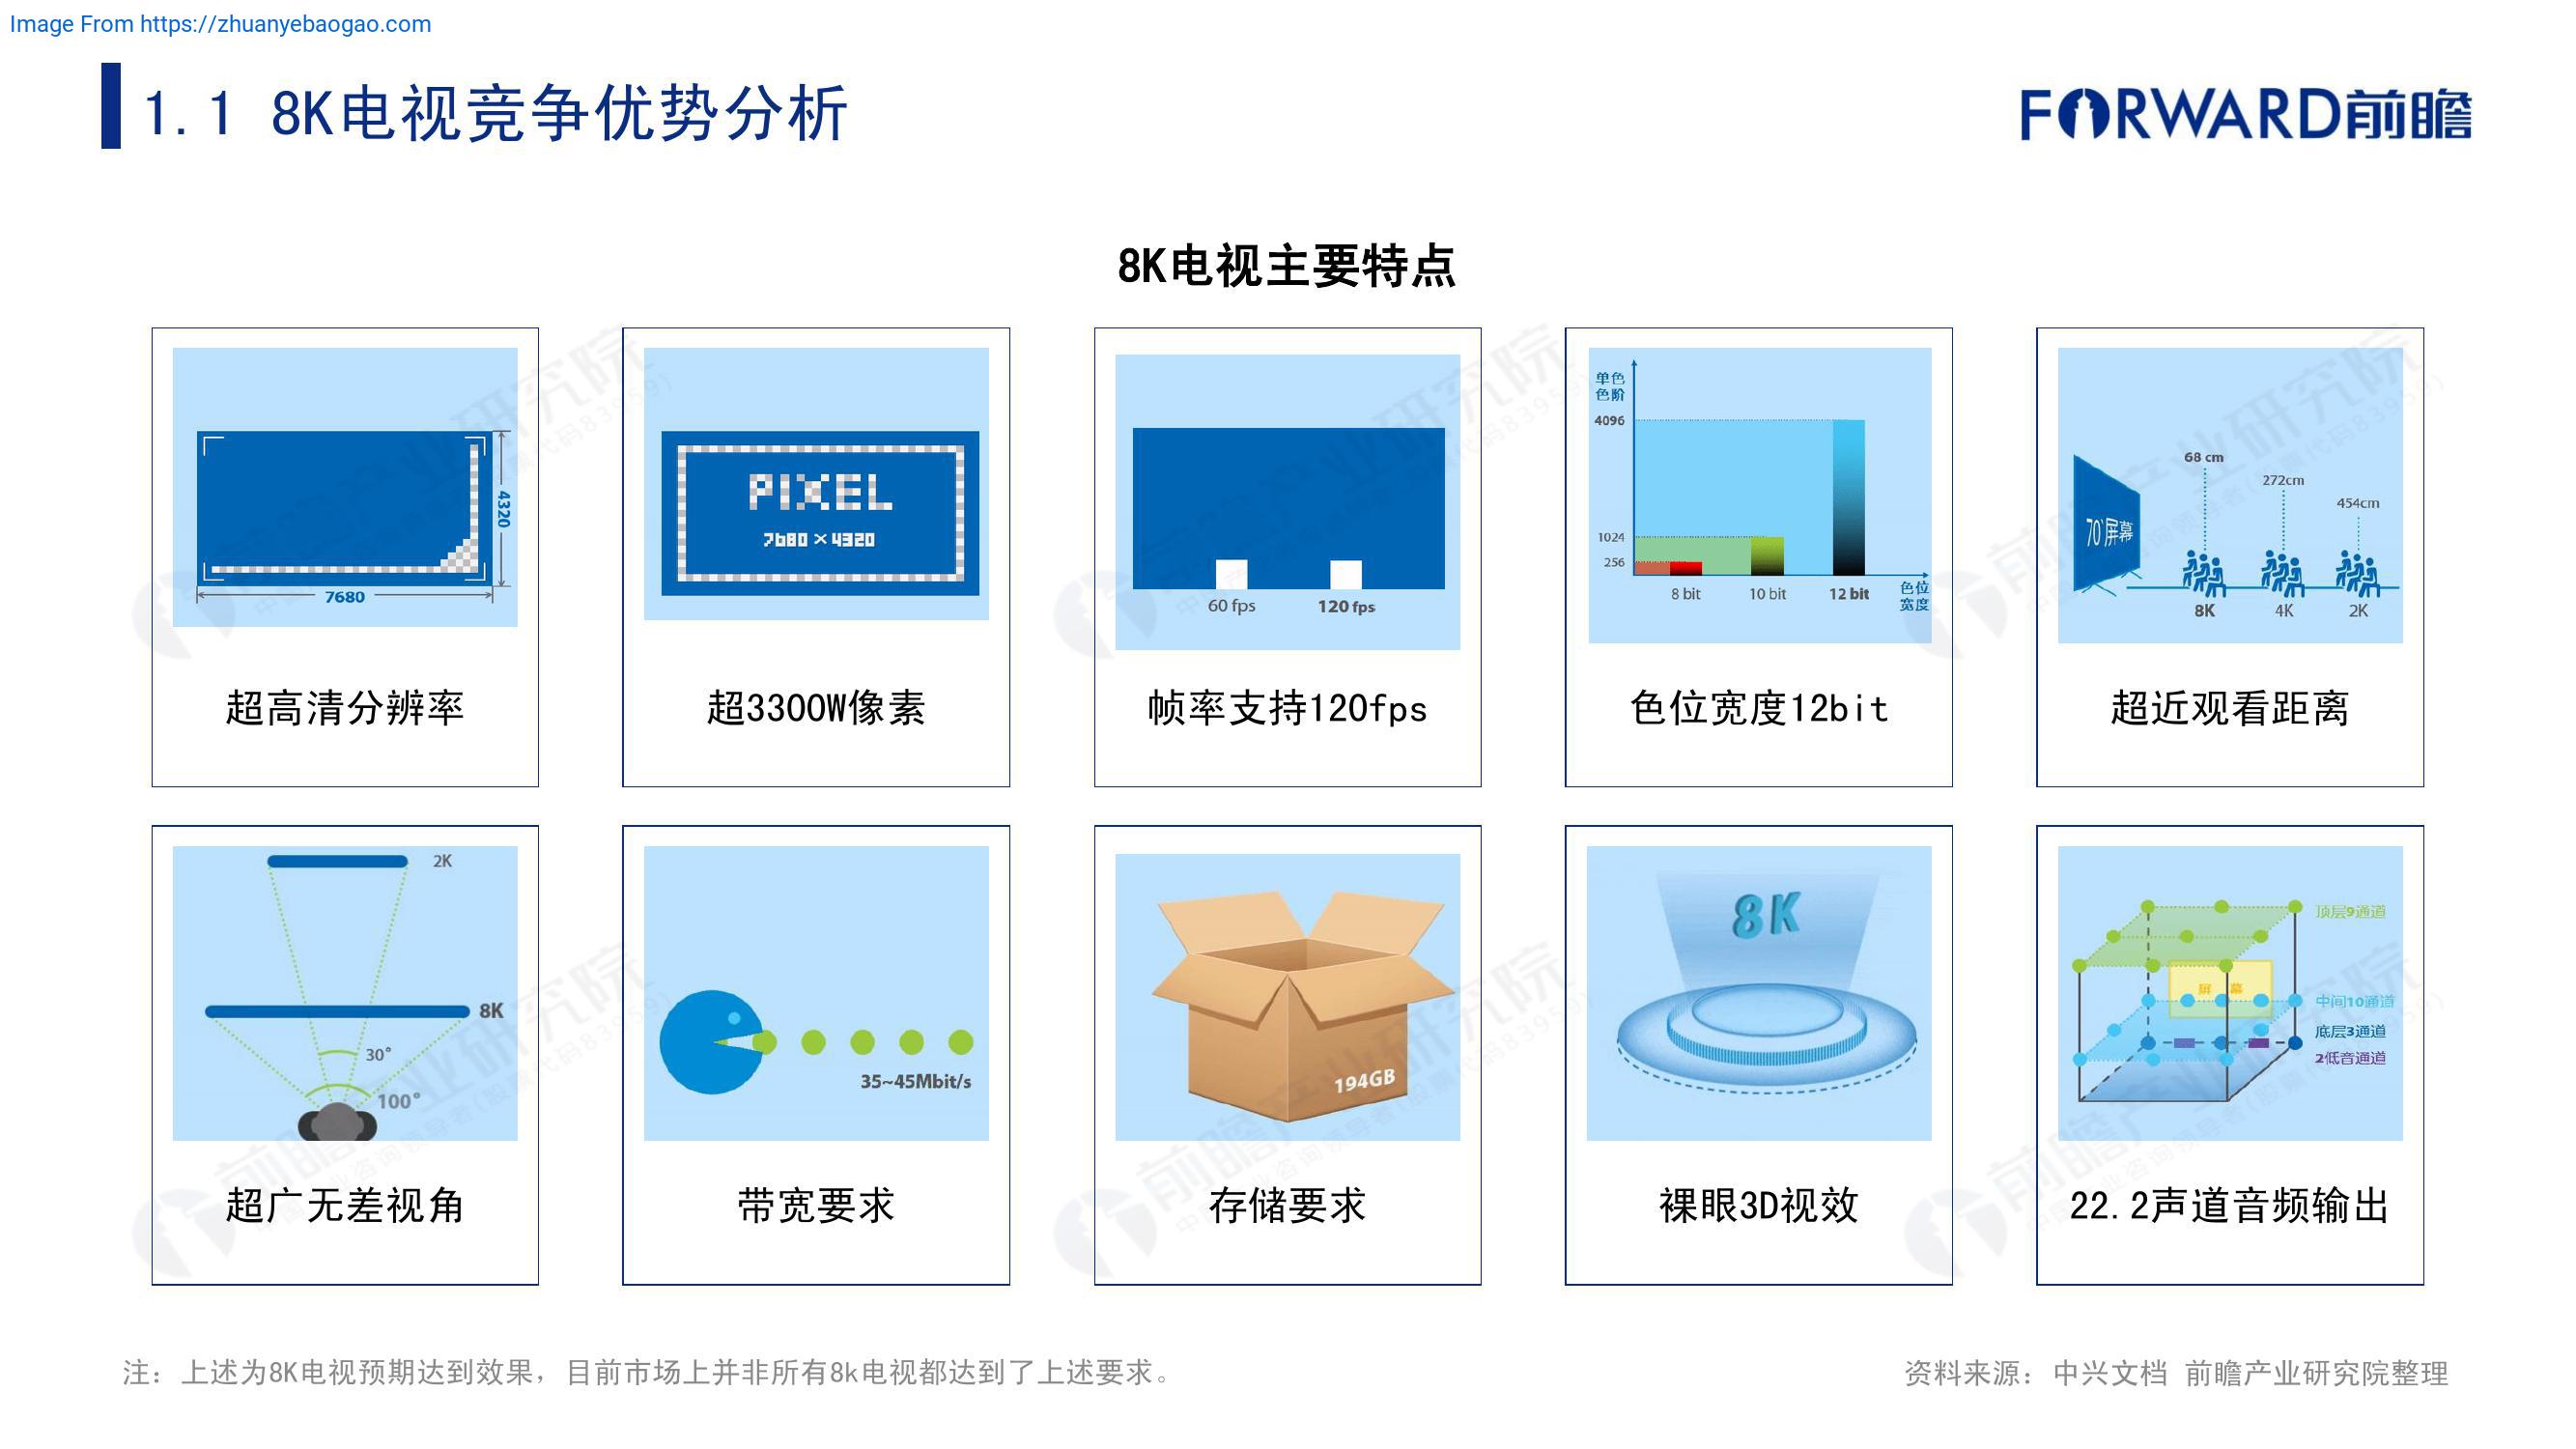 Image From https://zhuanyebaogao.com
1.1 8K电视竞争优势分析
FORWARD前瞻
8K电视主要特点
4320
7680
超高清分辨率
PIXEL
7680×4320
超3300W像素
60 fps
120 fps
帧率支持120fps
单色
色阶
4096
1024
256
8 bit
10 bit
12 bit
色位
宽度
色位宽度12bit
68 cm
272cm
454cm
70'屏幕
8K
4K
2K
超近观看距离
2K
8K
30°
100°
超广无差视角
35~45Mbit/s
带宽要求
194GB
存储要求
8K
裸眼3D视效
顶层9通道
屏 幕
中间10通道
底层3通道
2低音通道
22.2声道音频输出
注：上述为8K电视预期达到效果，目前市场上并非所有8k电视都达到了上述要求。
资料来源：中兴文档 前瞻产业研究院整理